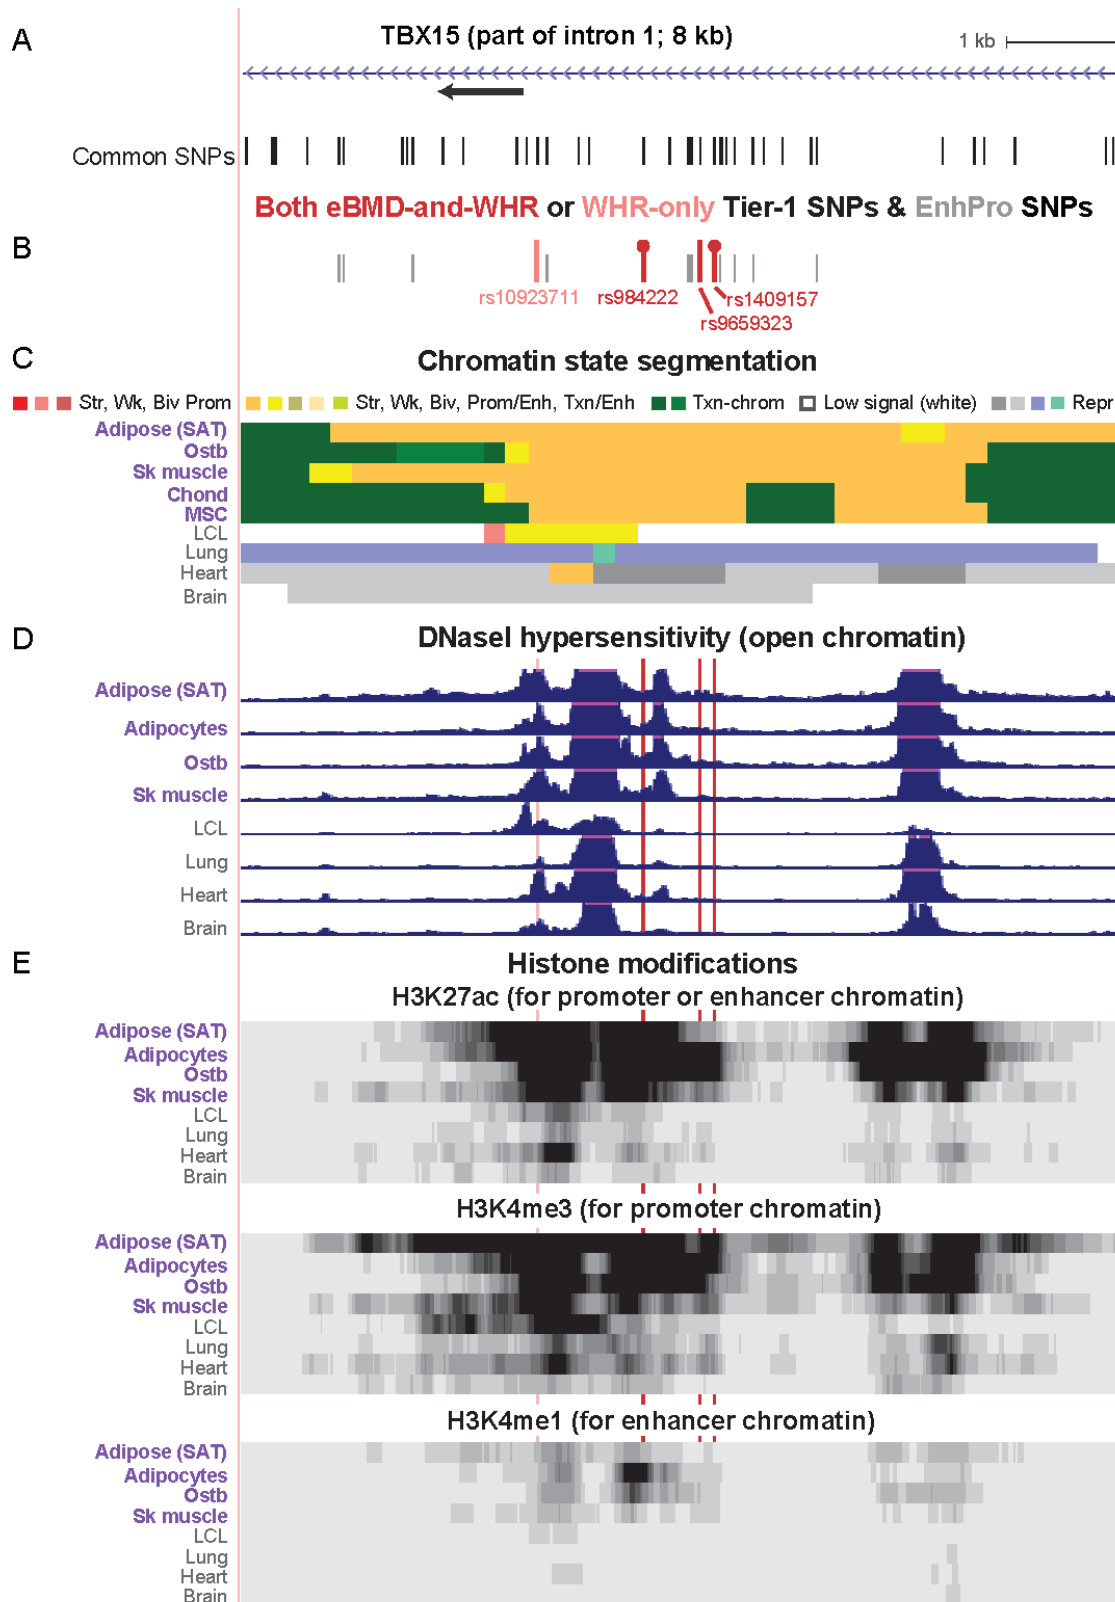 A
TBX15 (part of intron 1; 8 kb)
1 kb
Common SNPs
Both eBMD-and-WHR or WHR-only Tier-1 SNPs & EnhPro SNPs
B
rs10923711
rs984222
rs1409157
rs9659323
C
Chromatin state segmentation
Str, Wk, Biv Prom
Str, Wk, Biv, Prom/Enh, Txn/Enh
Txn-chrom
Low signal (white)
Repr
Adipose (SAT)
Ostb
Sk muscle
Chond
MSC
LCL
Lung
Heart
Brain
D
DNaseI hypersensitivity (open chromatin)
Adipose (SAT)
Adipocytes
Ostb
Sk muscle
LCL
Lung
Heart
Brain
E
Histone modifications
H3K27ac (for promoter or enhancer chromatin)
Adipose (SAT)
Adipocytes
Ostb
Sk muscle
LCL
Lung
Heart
Brain
H3K4me3 (for promoter chromatin)
Adipose (SAT)
Adipocytes
Ostb
Sk muscle
LCL
Lung
Heart
Brain
H3K4me1 (for enhancer chromatin)
Adipose (SAT)
Adipocytes
Ostb
Sk muscle
LCL
Lung
Heart
Brain